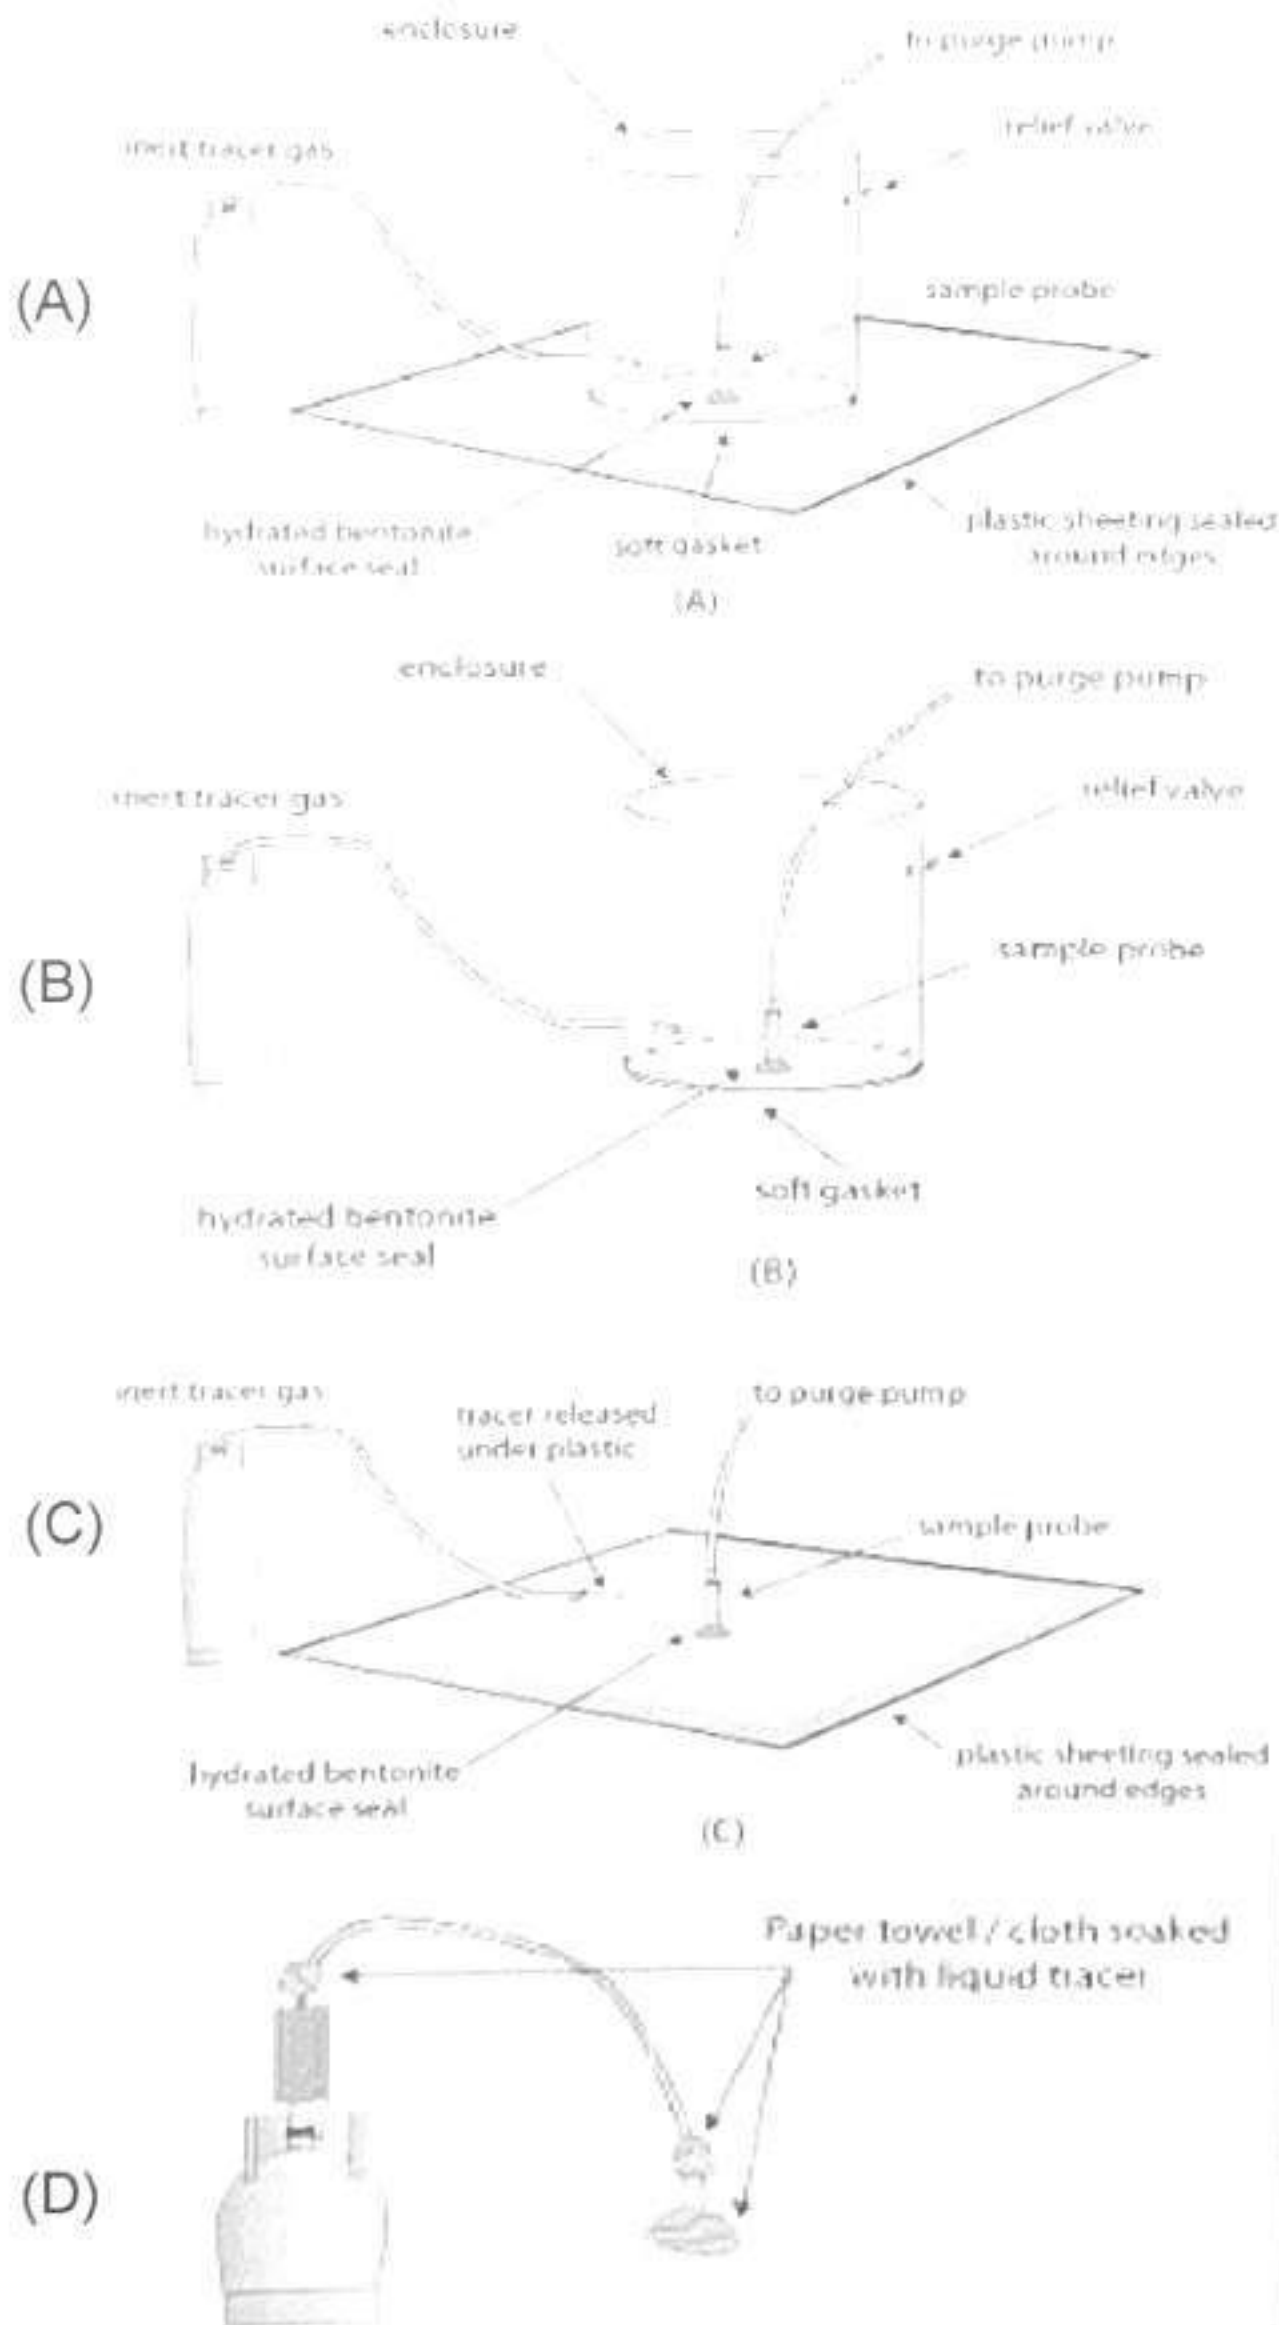 enclosure
to purge pump
inert tracer gas
relief valve
(A)
sample probe
hydrated bentonite
surface seal
soft gasket
plastic sheeting sealed
around edges
(A)
enclosure
to purge pump
inert tracer gas
relief valve
(B)
sample probe
soft gasket
hydrated bentonite
surface seal
(B)
inert tracer gas
tracer released
under plastic
to purge pump
(C)
sample probe
hydrated bentonite
surface seal
plastic sheeting sealed
around edges
(C)
Paper towel / cloth soaked
with liquid tracer
(D)